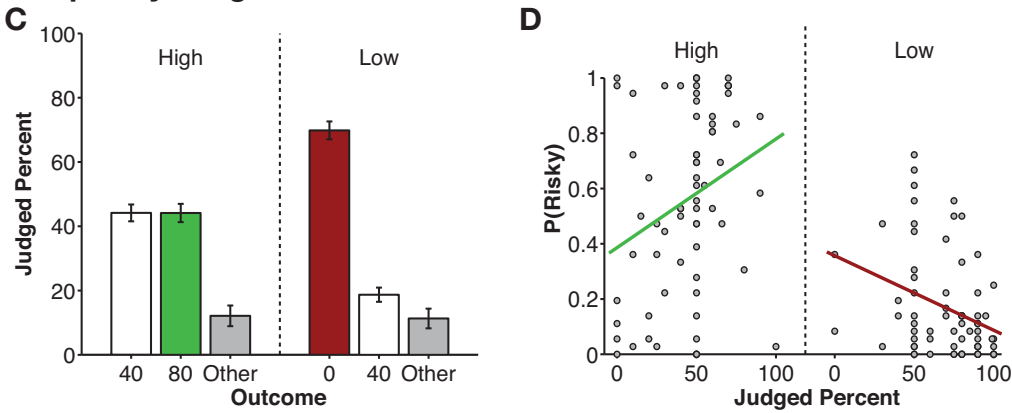 C
D
100
80
60
40
20
0
Judged Percent
High
Low
40 80 Other
0 40 Other
Outcome
High
Low
1
0.8
0.6
0.4
0.2
0
P(Risky)
0 50 100
0 50 100
Judged Percent